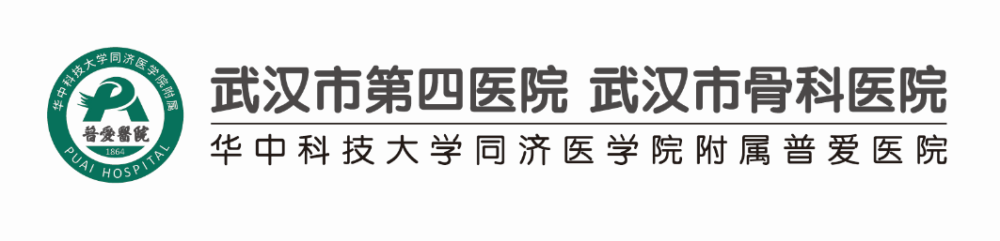 华中科技大学同济医学院附属
普爱醫院
1864
PUAI HOSPITAL
武汉市第四医院 武汉市骨科医院
华中科技大学同济医学院附属普爱医院